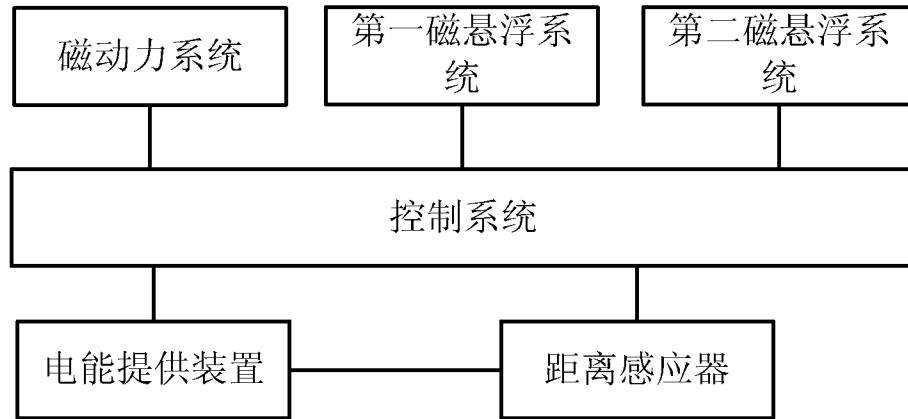 磁动力系统
第一磁悬浮系
统
第二磁悬浮系
统
控制系统
电能提供装置
距离感应器